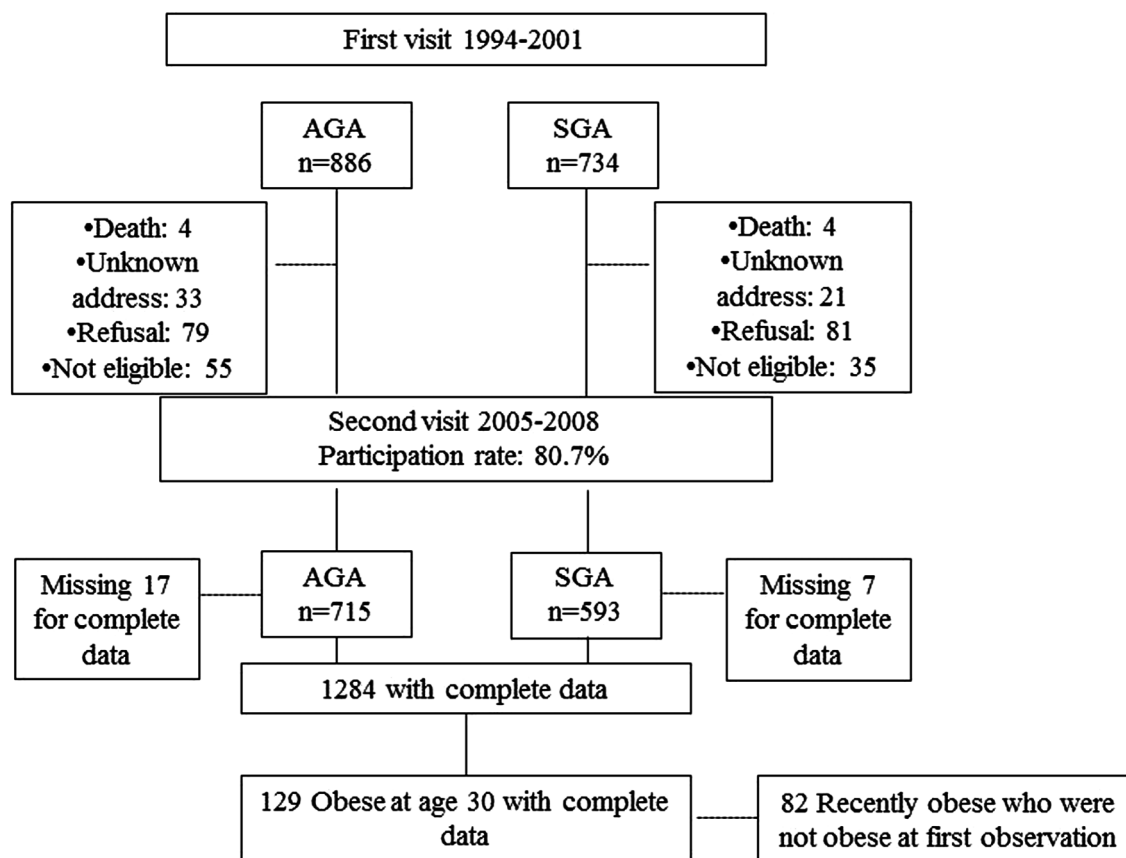 First visit 1994-2001
AGA
n=886
SGA
n=734
•Death: 4
•Unknown
address: 33
•Refusal: 79
•Not eligible: 55
•Death: 4
•Unknown
address: 21
•Refusal: 81
•Not eligible: 35
Second visit 2005-2008
Participation rate: 80.7%
Missing 17
for complete
data
AGA
n=715
SGA
n=593
Missing 7
for complete
data
1284 with complete data
129 Obese at age 30 with complete
data
82 Recently obese who were
not obese at first observation